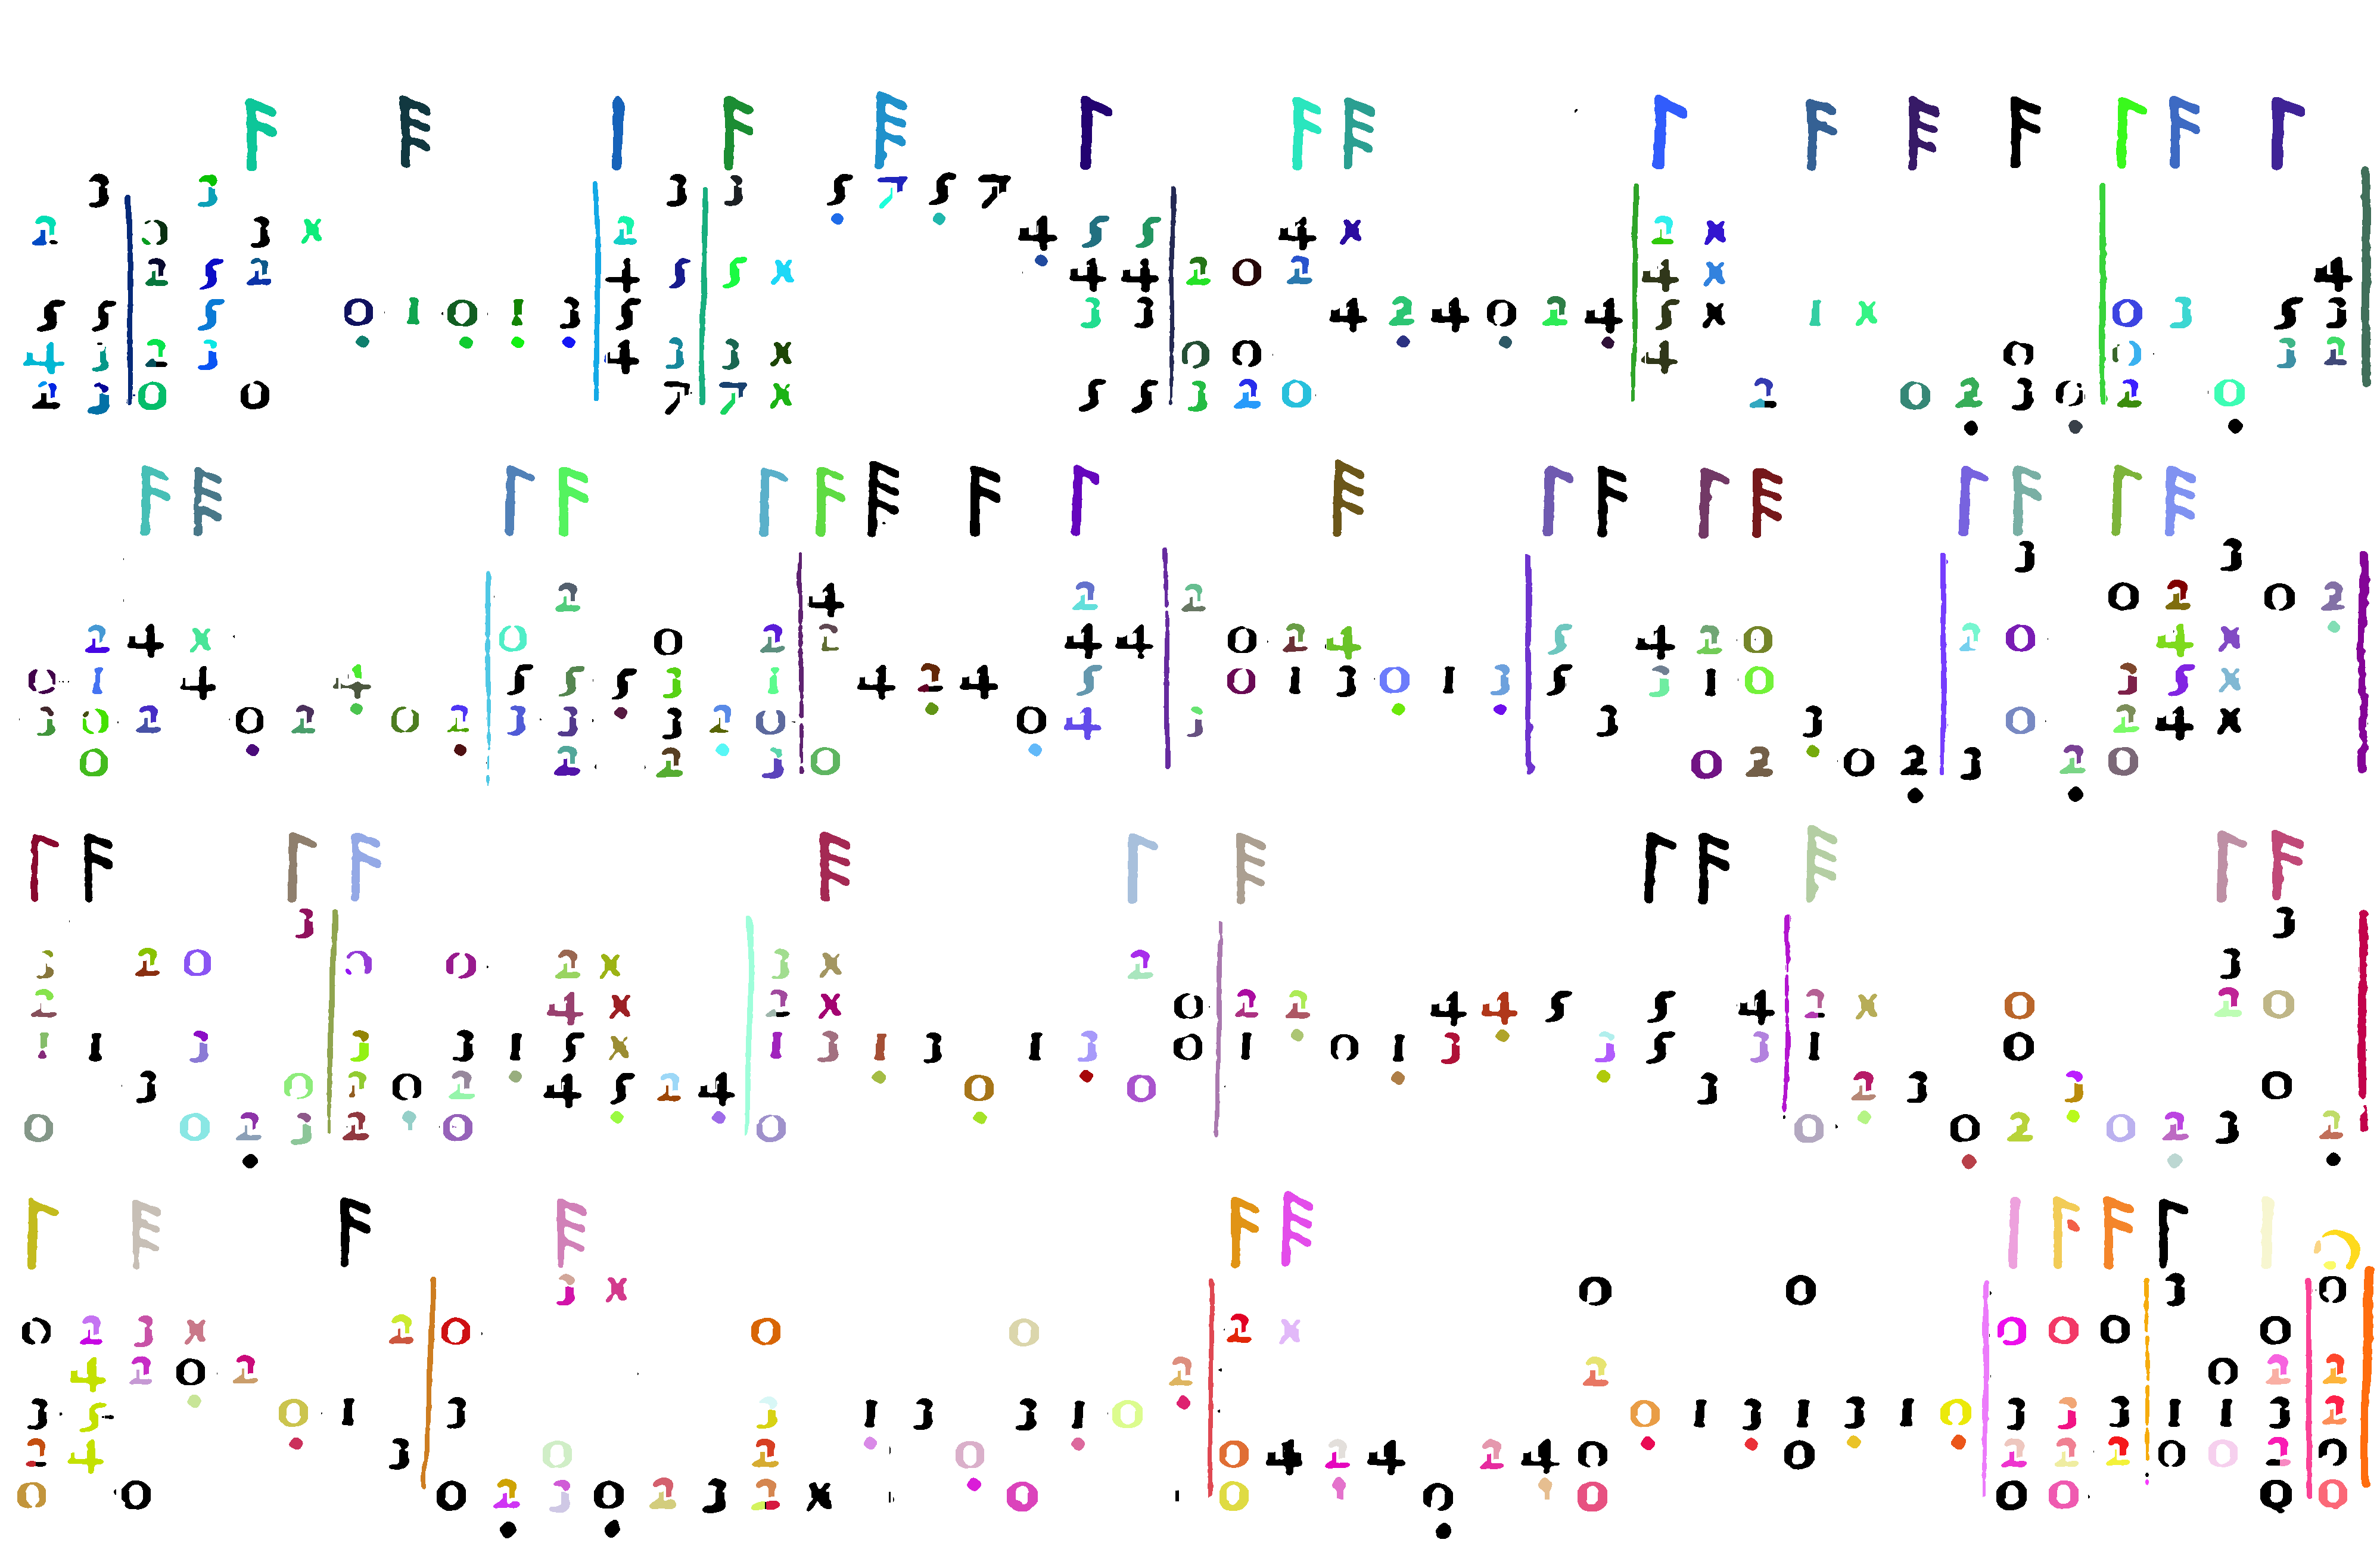 3 3 3 3 5 7 5 7
2 0 3 x 2 4 5 5 4 x 2 x
2 5 2 4 5 5 x 4 4 2 0 2 4 x 4
5 5 5 0 1 0 1 3 5 3 3 4 2 4 0 2 4 5 x 1 x 0 3 5 3
4 3 2 3 4 3 3 x 0 0 4 0 0 3 2
2 3 0 0 7 7 x 5 5 3 2 0 2 0 2 3 0 2 0
3 3
2 4 2 2 0 2 0 2
2 4 x 0 0 2 2 4 4 0 2 4 5 4 2 0 2 0 4 x
0 1 4 4 5 5 5 3 1 4 2 4 5 0 1 3 0 1 3 5 3 1 0 3 5 x
3 0 2 0 2 0 2 3 3 3 2 0 0 4 3 3 3 0 2 4 x
0 2 2 3 0 0 2 0 2 3 2 0
3 3
3 2 0 0 0 2 x 3 x 2 3
2 4 x 2 x 0 2 2 4 4 5 5 4 2 x 0 2 0
1 1 3 3 3 1 5 x 1 3 1 3 1 3 0 1 0 1 3 3 5 3 1 0
3 0 2 0 2 4 5 2 4 0 0 3 2 3 3 0
0 0 2 3 2 0 0 0 0 2 0 2 3 2
3 x 0 0 3 0
0 2 3 x 2 0 0 0 2 x 0 0 0 0
4 2 0 2 2 2 0 2 2
3 5 0 1 3 3 1 3 3 1 0 0 1 3 1 3 1 0 3 3 3 1 1 3 2
2 4 3 0 2 0 0 4 2 4 2 4 0 0 2 2 2 0 0 2 0
0 0 0 2 3 0 2 3 2 x 0 0 0 0 0 0 0 0